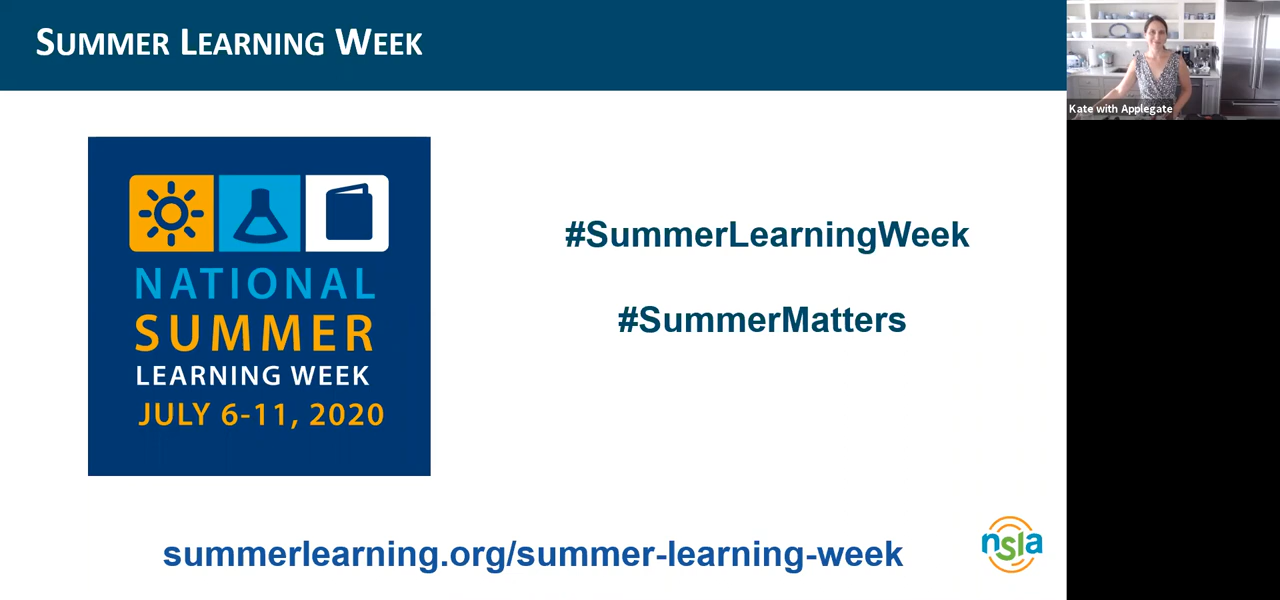 SUMMER LEARNING WEEK
NATIONAL
SUMMER
LEARNING WEEK
JULY 6-11, 2020
#SummerLearningWeek
#SummerMatters
summerlearning.org/summer-learning-week
nsla
Kate with Applegate